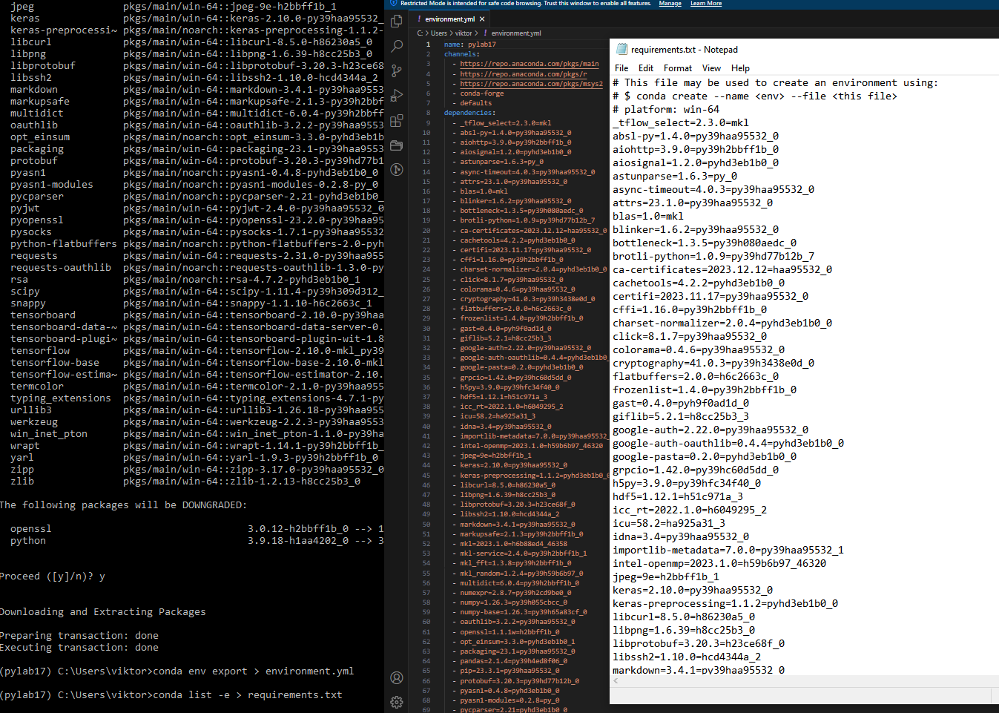 jpeg pkgs/main/win-64::jpeg-9e-h2bbff1b_1
keras pkgs/main/win-64::keras-2.10.0-py39haa95532_
keras-preprocessi~ pkgs/main/noarch::keras-preprocessing-1.1.2-
libcurl pkgs/main/win-64::libcurl-8.5.0-h86230a5_0
libpng pkgs/main/win-64::libpng-1.6.39-h8cc25b3_0
libprotobuf pkgs/main/win-64::libprotobuf-3.20.3-h23ce68
libssh2 pkgs/main/win-64::libssh2-1.10.0-hcd4344a_2
markdown pkgs/main/win-64::markdown-3.4.1-py39haa9553
markupsafe pkgs/main/win-64::markupsafe-2.1.3-py39h2bbf
multidict pkgs/main/win-64::multidict-6.0.4-py39h2bbff
oauthlib pkgs/main/win-64::oauthlib-3.2.2-py39haa9553
opt_einsum pkgs/main/noarch::opt_einsum-3.3.0-pyhd3eb1b
packaging pkgs/main/win-64::packaging-23.1-py39haa9553
protobuf pkgs/main/win-64::protobuf-3.20.3-py39hd77b1
pyasn1 pkgs/main/noarch::pyasn1-0.4.8-pyhd3eb1b0_0
pyasn1-modules pkgs/main/noarch::pyasn1-modules-0.2.8-py_0
pycparser pkgs/main/noarch::pycparser-2.21-pyhd3eb1b0_
pyjwt pkgs/main/win-64::pyjwt-2.4.0-py39haa95532_0
pyopenssl pkgs/main/win-64::pyopenssl-23.2.0-py39haa95
pysocks pkgs/main/win-64::pysocks-1.7.1-py39haa95532
python-flatbuffers pkgs/main/noarch::python-flatbuffers-2.0-pyh
requests pkgs/main/win-64::requests-2.31.0-py39haa955
requests-oauthlib pkgs/main/noarch::requests-oauthlib-1.3.0-py
rsa pkgs/main/noarch::rsa-4.7.2-pyhd3eb1b0_1
scipy pkgs/main/win-64::scipy-1.11.4-py39h309d312_
snappy pkgs/main/win-64::snappy-1.1.10-h6c2663c_1
tensorboard pkgs/main/win-64::tensorboard-2.10.0-py39haa
tensorboard-data-~ pkgs/main/win-64::tensorboard-data-server-0.
tensorboard-plugi~ pkgs/main/win-64::tensorboard-plugin-wit-1.8
tensorflow pkgs/main/win-64::tensorflow-2.10.0-mkl_py39
tensorflow-base pkgs/main/win-64::tensorflow-base-2.10.0-mkl
tensorflow-estima~ pkgs/main/win-64::tensorflow-estimator-2.10.
termcolor pkgs/main/win-64::termcolor-2.1.0-py39haa955
typing_extensions pkgs/main/win-64::typing_extensions-4.7.1-py
urllib3 pkgs/main/win-64::urllib3-1.26.18-py39haa955
werkzeug pkgs/main/win-64::werkzeug-2.2.3-py39haa9553
win_inet_pton pkgs/main/win-64::win_inet_pton-1.1.0-py39ha
wrapt pkgs/main/win-64::wrapt-1.14.1-py39h2bbff1b_
yarl pkgs/main/win-64::yarl-1.9.3-py39h2bbff1b_0
zipp pkgs/main/win-64::zipp-3.17.0-py39haa95532_0
zlib pkgs/main/win-64::zlib-1.2.13-h8cc25b3_0
The following packages will be DOWNGRADED:
openssl 3.0.12-h2bbff1b_0 --> 1
python 3.9.18-h1aa4202_0 --> 3
Proceed ([y]/n)? y
Downloading and Extracting Packages
Preparing transaction: done
Executing transaction: done
(pylab17) C:\Users\viktor>conda env export > environment.yml
(pylab17) C:\Users\viktor>conda list -e > requirements.txt
Restricted Mode is intended for safe code browsing. Trust this window to enable all features. Manage Learn More
! environment.yml ×
C: > Users > viktor > ! environment.yml
1 name: pylab17
2 channels:
3 - https://repo.anaconda.com/pkgs/main
4 - https://repo.anaconda.com/pkgs/r
5 - https://repo.anaconda.com/pkgs/msys2
6 - conda-forge
7 - defaults
8 dependencies:
9 - _tflow_select=2.3.0=mkl
10 - absl-py=1.4.0=py39haa95532_0
11 - aiohttp=3.9.0=py39h2bbff1b_0
12 - aiosignal=1.2.0=pyhd3eb1b0_0
13 - astunparse=1.6.3=py_0
14 - async-timeout=4.0.3=py39haa95532_0
15 - attrs=23.1.0=py39haa95532_0
16 - blas=1.0=mkl
17 - blinker=1.6.2=py39haa95532_0
18 - bottleneck=1.3.5=py39h080aedc_0
19 - brotli-python=1.0.9=py39hd77b12b_7
20 - ca-certificates=2023.12.12=haa95532_0
21 - cachetools=4.2.2=pyhd3eb1b0_0
22 - certifi=2023.11.17=py39haa95532_0
23 - cffi=1.16.0=py39h2bbff1b_0
24 - charset-normalizer=2.0.4=pyhd3eb1b0_0
25 - click=8.1.7=py39haa95532_0
26 - colorama=0.4.6=py39haa95532_0
27 - cryptography=41.0.3=py39h3438e0d_0
28 - flatbuffers=2.0.0=h6c2663c_0
29 - frozenlist=1.4.0=py39h2bbff1b_0
30 - gast=0.4.0=pyh9f0ad1d_0
31 - giflib=5.2.1=h8cc25b3_3
32 - google-auth=2.22.0=py39haa95532_0
33 - google-auth-oauthlib=0.4.4=pyhd3eb1b0_
34 - google-pasta=0.2.0=pyhd3eb1b0_0
35 - grpcio=1.42.0=py39hc60d5dd_0
36 - h5py=3.9.0=py39hfc34f40_0
37 - hdf5=1.12.1=h51c971a_3
38 - icc_rt=2022.1.0=h6049295_2
39 - icu=58.2=ha925a31_3
40 - idna=3.4=py39haa95532_0
41 - importlib-metadata=7.0.0=py39haa95532_
42 - intel-openmp=2023.1.0=h59b6b97_46320
43 - jpeg=9e=h2bbff1b_1
44 - keras=2.10.0=py39haa95532_0
45 - keras-preprocessing=1.1.2=pyhd3eb1b0_0
46 - libcurl=8.5.0=h86230a5_0
47 - libpng=1.6.39=h8cc25b3_0
48 - libprotobuf=3.20.3=h23ce68f_0
49 - libssh2=1.10.0=hcd4344a_2
50 - markdown=3.4.1=py39haa95532_0
51 - markupsafe=2.1.3=py39h2bbff1b_0
52 - mkl=2023.1.0=h6b88ed4_46358
53 - mkl-service=2.4.0=py39h2bbff1b_1
54 - mkl_fft=1.3.8=py39h2bbff1b_0
55 - mkl_random=1.2.4=py39h59b6b97_0
56 - multidict=6.0.4=py39h2bbff1b_0
57 - numexpr=2.8.7=py39h2cd9be0_0
58 - numpy=1.26.3=py39h055cbcc_0
59 - numpy-base=1.26.3=py39h65a83cf_0
60 - oauthlib=3.2.2=py39haa95532_0
61 - openssl=1.1.1w=h2bbff1b_0
62 - opt_einsum=3.3.0=pyhd3eb1b0_1
63 - packaging=23.1=py39haa95532_0
64 - pandas=2.1.4=py39h4ed8f06_0
65 - pip=23.3.1=py39haa95532_0
66 - protobuf=3.20.3=py39hd77b12b_0
67 - pyasn1=0.4.8=pyhd3eb1b0_0
68 - pyasn1-modules=0.2.8=py_0
69 - pycparser=2.21=pyhd3eb1b0_0
requirements.txt - Notepad
File Edit Format View Help
# This file may be used to create an environment using:
# $ conda create --name <env> --file <this file>
# platform: win-64
_tflow_select=2.3.0=mkl
absl-py=1.4.0=py39haa95532_0
aiohttp=3.9.0=py39h2bbff1b_0
aiosignal=1.2.0=pyhd3eb1b0_0
astunparse=1.6.3=py_0
async-timeout=4.0.3=py39haa95532_0
attrs=23.1.0=py39haa95532_0
blas=1.0=mkl
blinker=1.6.2=py39haa95532_0
bottleneck=1.3.5=py39h080aedc_0
brotli-python=1.0.9=py39hd77b12b_7
ca-certificates=2023.12.12=haa95532_0
cachetools=4.2.2=pyhd3eb1b0_0
certifi=2023.11.17=py39haa95532_0
cffi=1.16.0=py39h2bbff1b_0
charset-normalizer=2.0.4=pyhd3eb1b0_0
click=8.1.7=py39haa95532_0
colorama=0.4.6=py39haa95532_0
cryptography=41.0.3=py39h3438e0d_0
flatbuffers=2.0.0=h6c2663c_0
frozenlist=1.4.0=py39h2bbff1b_0
gast=0.4.0=pyh9f0ad1d_0
giflib=5.2.1=h8cc25b3_3
google-auth=2.22.0=py39haa95532_0
google-auth-oauthlib=0.4.4=pyhd3eb1b0_0
google-pasta=0.2.0=pyhd3eb1b0_0
grpcio=1.42.0=py39hc60d5dd_0
h5py=3.9.0=py39hfc34f40_0
hdf5=1.12.1=h51c971a_3
icc_rt=2022.1.0=h6049295_2
icu=58.2=ha925a31_3
idna=3.4=py39haa95532_0
importlib-metadata=7.0.0=py39haa95532_1
intel-openmp=2023.1.0=h59b6b97_46320
jpeg=9e=h2bbff1b_1
keras=2.10.0=py39haa95532_0
keras-preprocessing=1.1.2=pyhd3eb1b0_0
libcurl=8.5.0=h86230a5_0
libpng=1.6.39=h8cc25b3_0
libprotobuf=3.20.3=h23ce68f_0
libssh2=1.10.0=hcd4344a_2
markdown=3.4.1=py39haa95532_0